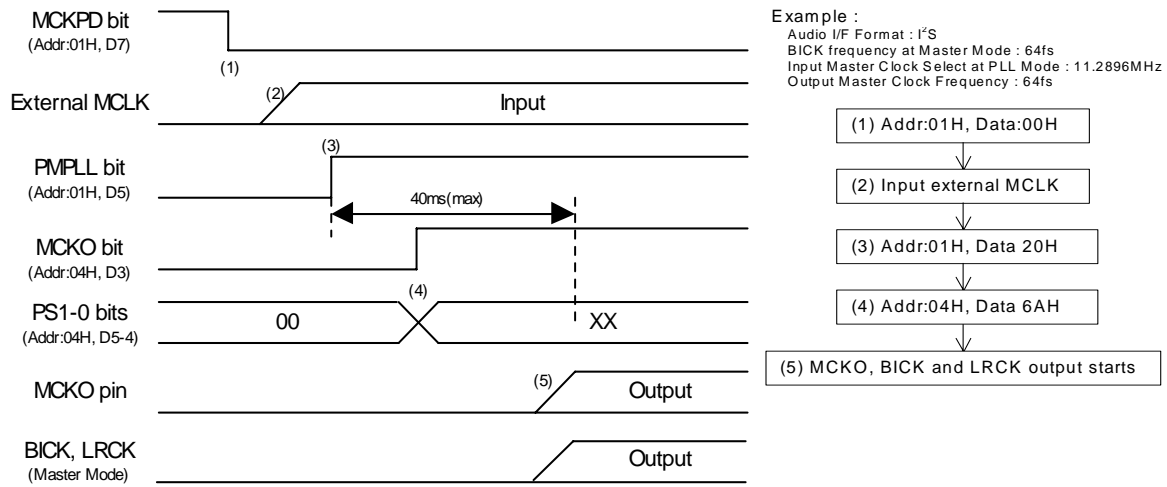 MCKPD bit
(Addr:01H, D7)
(1)
External MCLK
(2)
Input
PMPLL bit
(Addr:01H, D5)
(3)
40ms(max)
MCKO bit
(Addr:04H, D3)
PS1-0 bits
(Addr:04H, D5-4)
00
(4)
XX
MCKO pin
(5)
Output
BICK, LRCK
(Master Mode)
Output
Example :
Audio I/F Format : I²S
BICK frequency at Master Mode : 64fs
Input Master Clock Select at PLL Mode : 11.2896MHz
Output Master Clock Frequency : 64fs
(1) Addr:01H, Data:00H
(2) Input external MCLK
(3) Addr:01H, Data 20H
(4) Addr:04H, Data 6AH
(5) MCKO, BICK and LRCK output starts